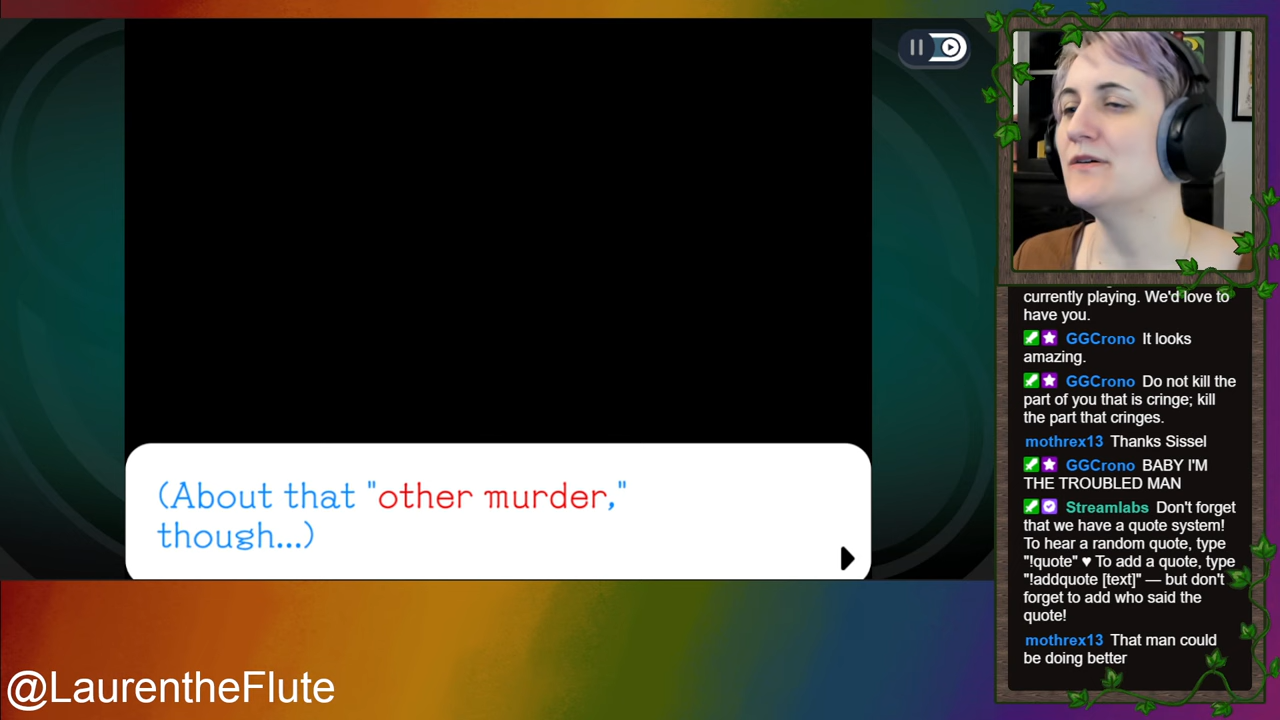 (About that "other murder,"
though...)
currently playing. We'd love to
have you.
GGCrono It looks
amazing.
GGCrono Do not kill the
part of you that is cringe; kill
the part that cringes.
mothrex13 Thanks Sissel
GGCrono BABY I'M
THE TROUBLED MAN
Streamlabs Don't forget
that we have a quote system!
To hear a random quote, type
"!quote" ♥ To add a quote, type
"!addquote [text]" — but don't
forget to add who said the
quote!
mothrex13 That man could
be doing better
@LaurentheFlute